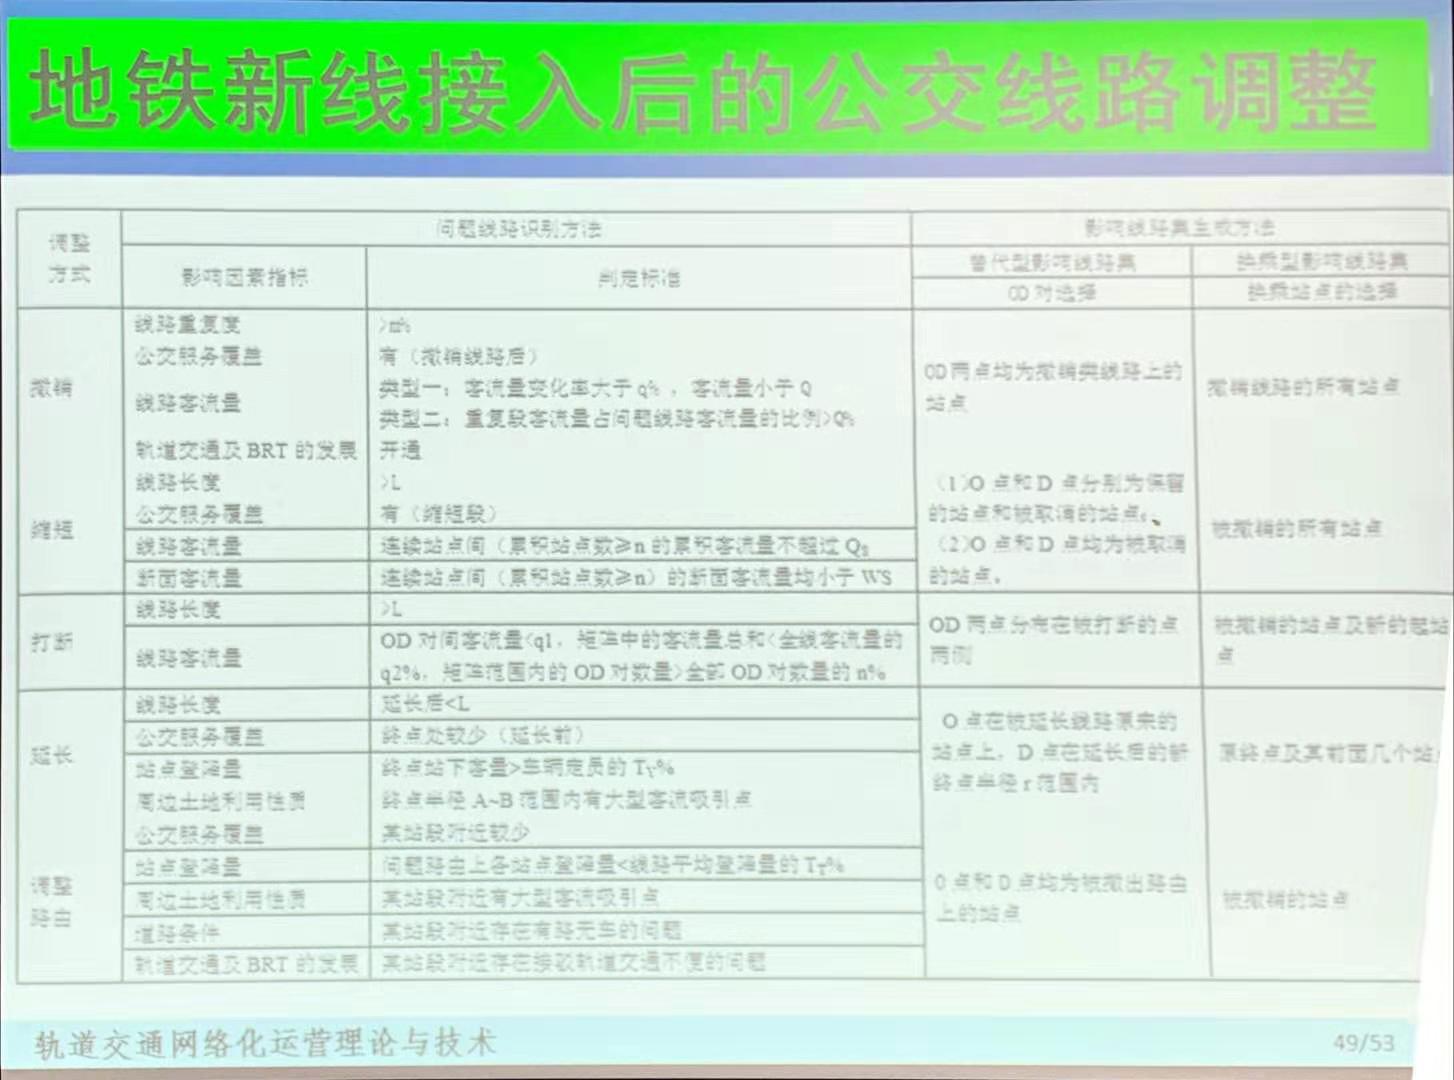 地铁新线接入后的公交线路调整
调整方式 问题线路识别方法 影响线路集生成方法
影响因素指标 判定标准 替代型影响线路集 换乘型影响线路集
OD 对选择 换乘站点的选择
撤销
线路重复度 >m%
公交服务覆盖 有（撤销线路后）
线路客流量 类型一：客流量变化率大于 q%，客流量小于 Q
类型二：重复段客流量占问题线路客流量的比例>Q%
轨道交通及 BRT 的发展 开通
OD 两点均为撤销类线路上的
站点
撤销线路的所有站点
缩短
线路长度 >L
公交服务覆盖 有（缩短段）
线路客流量 连续站点间（累积站点数≥n 的累积客流量不超过 Q
断面客流量 连续站点间（累积站点数≥n）的断面客流量均小于 WS
（1）O 点和 D 点分别为保留
的站点和被取消的站点；
（2）O 点和 D 点均为被取消
的站点。
被撤销的所有站点
打断
线路长度 >L
线路客流量 OD 对间客流量<q1，矩阵中的客流量总和<全线客流量的
q2%，矩阵范围内的 OD 对数量>全部 OD 对数量的 n%
OD 两点分布在被打断的点
两侧
被撤销的站点及新的起站
点
延长
线路长度 延长后<L
公交服务覆盖 终点处较少（延长前）
站点登降量 终点站下客量>车辆定员的 T%
周边土地利用性质 终点半径 A~B 范围内有大型客流吸引点
O 点在被延长线路原来的
站点上，D 点在延长后的新
终点半径 r 范围内
原终点及其前面几个站
调整
路由
公交服务覆盖 某站段附近较少
站点登降量 问题路由上各站点登降量<线路平均登降量的 T%
周边土地利用性质 某站段附近有大型客流吸引点
道路条件 某站段附近存在有路无车的问题
轨道交通及 BRT 的发展 某站段附近存在接驳轨道交通不便的问题
O 点和 D 点均为被撤出路由
上的站点
被撤销的站点
轨道交通网络化运营理论与技术
49/53